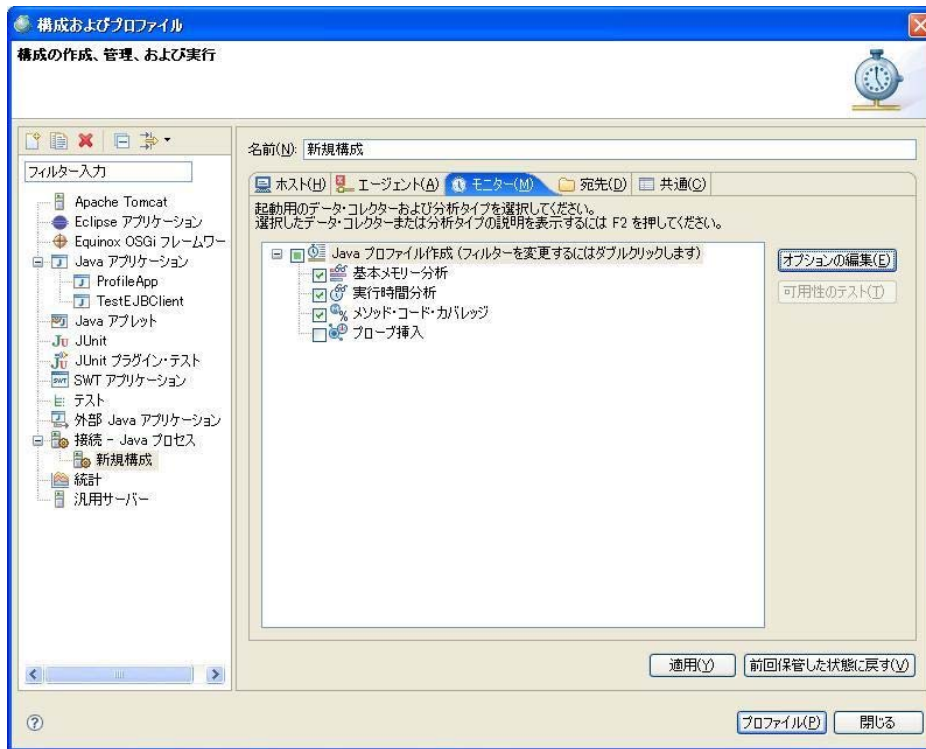 構成およびプロファイル
構成の作成、管理、および実行
フィルター入力
Apache Tomcat
Eclipse アプリケーション
Equinox OSGi フレームワー
Java アプリケーション
ProfileApp
TestEJBClient
Java アプレット
JUnit
JUnit プラグイン・テスト
SWT アプリケーション
テスト
外部 Java アプリケーション
接続 - Java プロセス
新規構成
統計
汎用サーバー
名前(N): 新規構成
ホスト(H) エージェント(A) モニター(M) 宛先(D) 共通(C)
起動用のデータ・コレクターおよび分析タイプを選択してください。
選択したデータ・コレクターまたは分析タイプの説明を表示するには F2 を押してください。
Java プロファイル作成 (フィルターを変更するにはダブルクリックします)
基本メモリー分析
実行時間分析
メソッド・コード・カバレッジ
プローブ挿入
オプションの編集(E)
可用性のテスト(T)
適用(Y) 前回保管した状態に戻す(V)
プロファイル(P) 閉じる